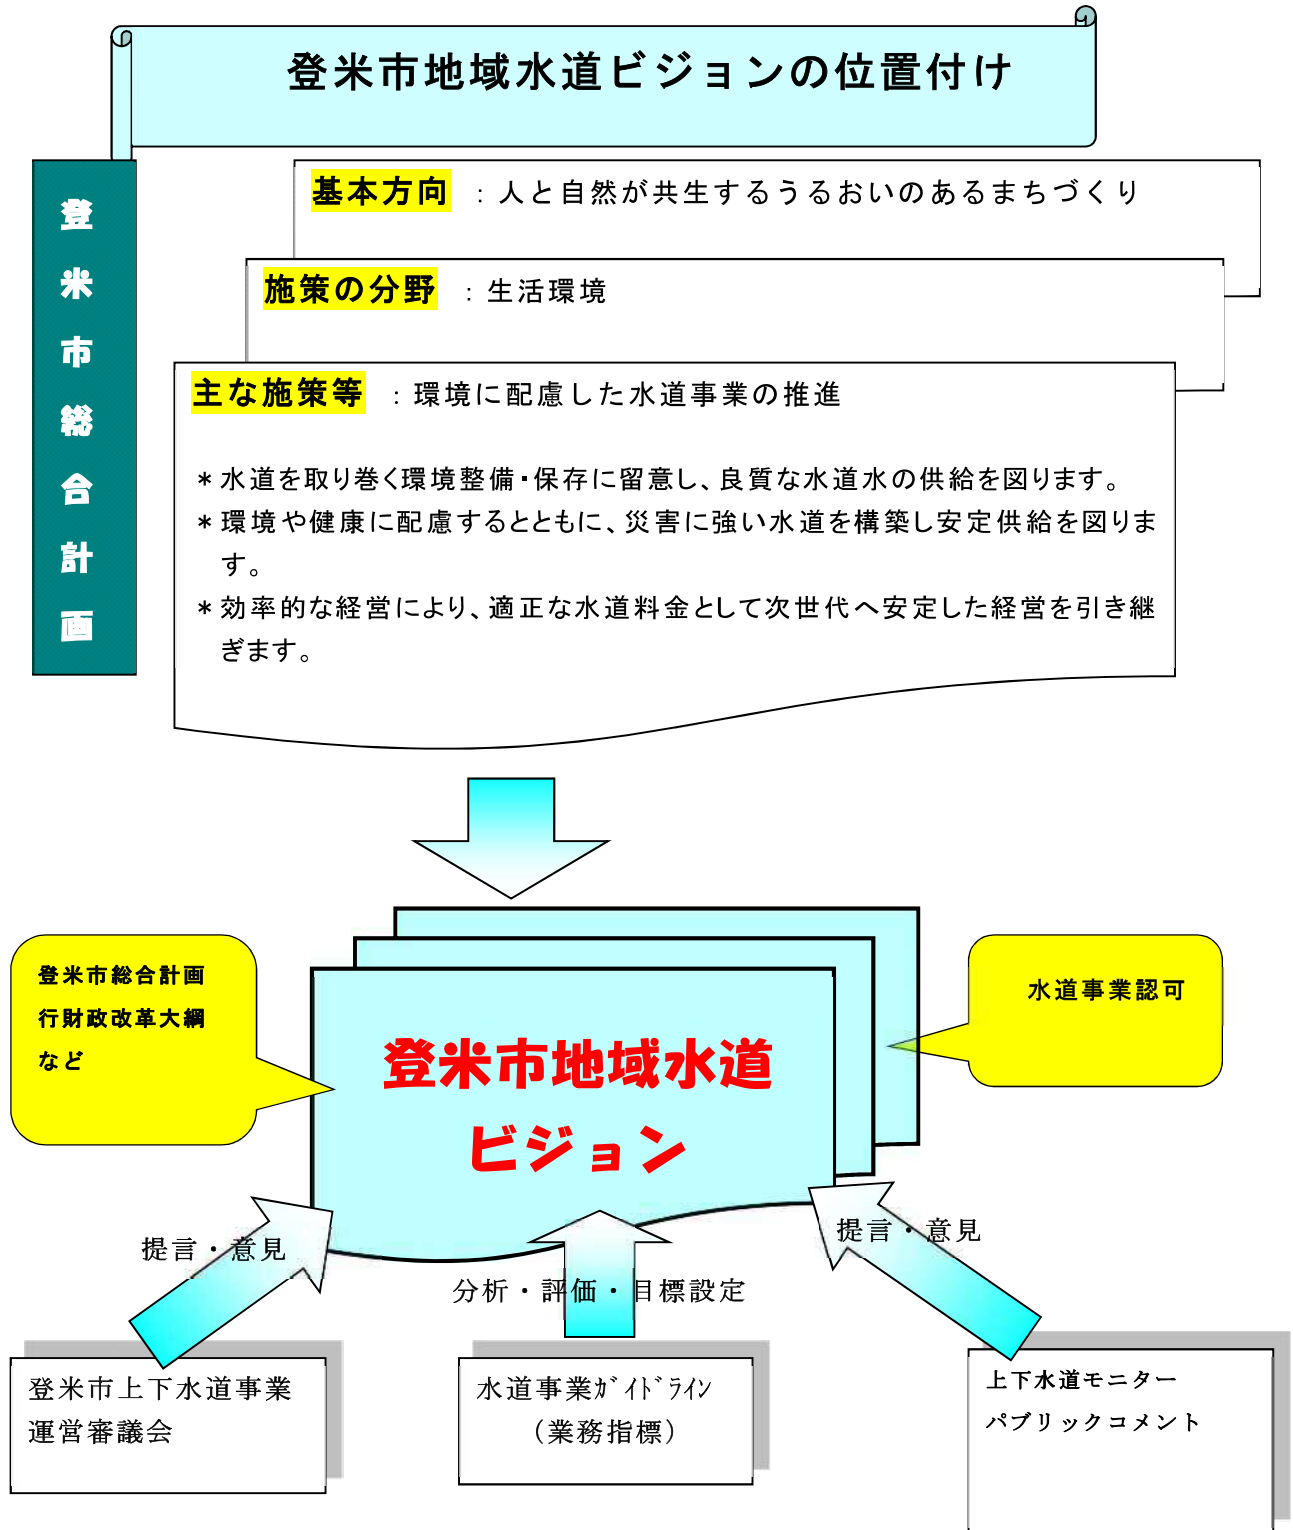 登米市地域水道ビジョンの位置付け
登米市総合計画
基本方向 ：人と自然が共生するうるおいのあるまちづくり
施策の分野 ：生活環境
主な施策等 ：環境に配慮した水道事業の推進
＊水道を取り巻く環境整備・保存に留意し、良質な水道水の供給を図ります。
＊環境や健康に配慮するとともに、災害に強い水道を構築し安定供給を図りま
す。
＊効率的な経営により、適正な水道料金として次世代へ安定した経営を引き継
ぎます。
登米市総合計画
行財政改革大綱
など
水道事業認可
登米市地域水道
ビジョン
提言・意見
提言・意見
分析・評価・目標設定
登米市上下水道事業
運営審議会
水道事業ｶﾞｲﾄﾞﾗｲﾝ
（業務指標）
上下水道モニター
パブリックコメント